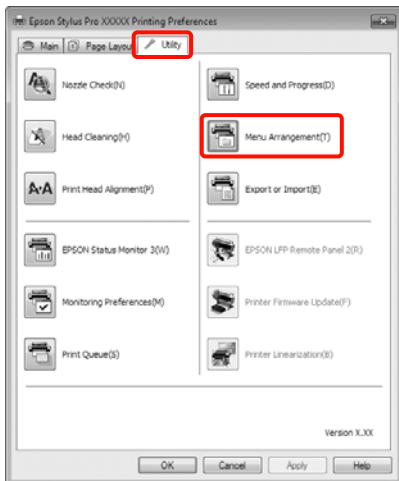 Epson Stylus Pro XXXXX Printing Preferences
Main
Page Layout
Utility
Nozzle Check(N)
Speed and Progress(D)
Head Cleaning(H)
Menu Arrangement(T)
Print Head Alignment(P)
Export or Import(E)
EPSON Status Monitor 3(W)
EPSON LFP Remote Panel 2(R)
Monitoring Preferences(M)
Printer Firmware Update(F)
Print Queue(S)
Printer Linearization(B)
Version X.XX
OK
Cancel
Apply
Help